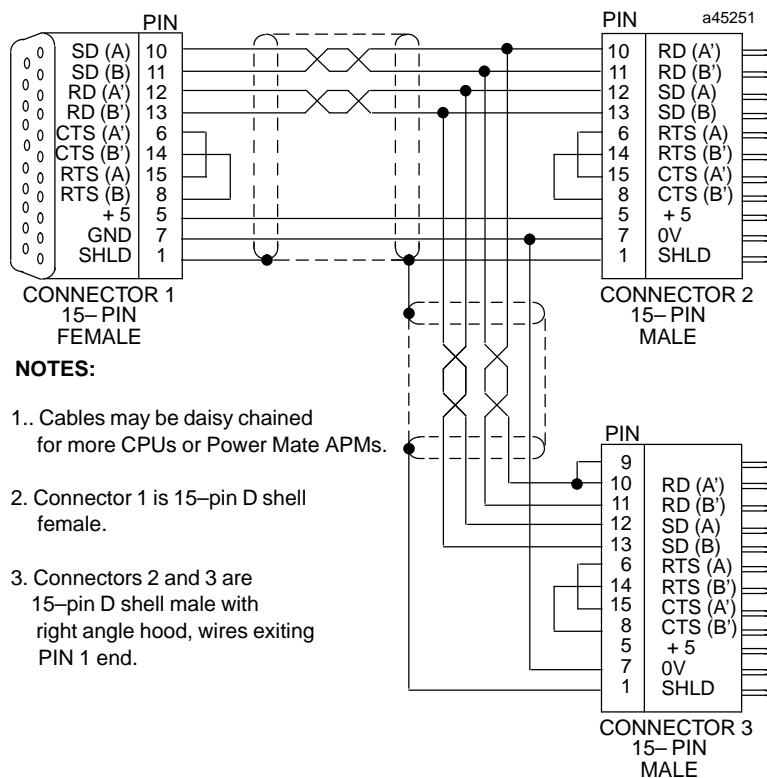 a45251
PIN
SD (A) 10
SD (B) 11
RD (A') 12
RD (B') 13
CTS (A') 6
CTS (B') 14
RTS (A) 15
RTS (B) 8
+ 5 5
GND 7
SHLD 1
CONNECTOR 1
15– PIN
FEMALE
PIN
10 RD (A')
11 RD (B')
12 SD (A)
13 SD (B)
6 RTS (A)
14 RTS (B')
15 CTS (A')
8 CTS (B')
5 + 5
7 0V
1 SHLD
CONNECTOR 2
15– PIN
MALE
NOTES:
1.. Cables may be daisy chained
for more CPUs or Power Mate APMs.
2. Connector 1 is 15–pin D shell
female.
3. Connectors 2 and 3 are
15–pin D shell male with
right angle hood, wires exiting
PIN 1 end.
PIN
9
10 RD (A')
11 RD (B')
12 SD (A)
13 SD (B)
6 RTS (A)
14 RTS (B')
15 CTS (A')
8 CTS (B')
5 + 5
7 0V
1 SHLD
CONNECTOR 3
15– PIN
MALE